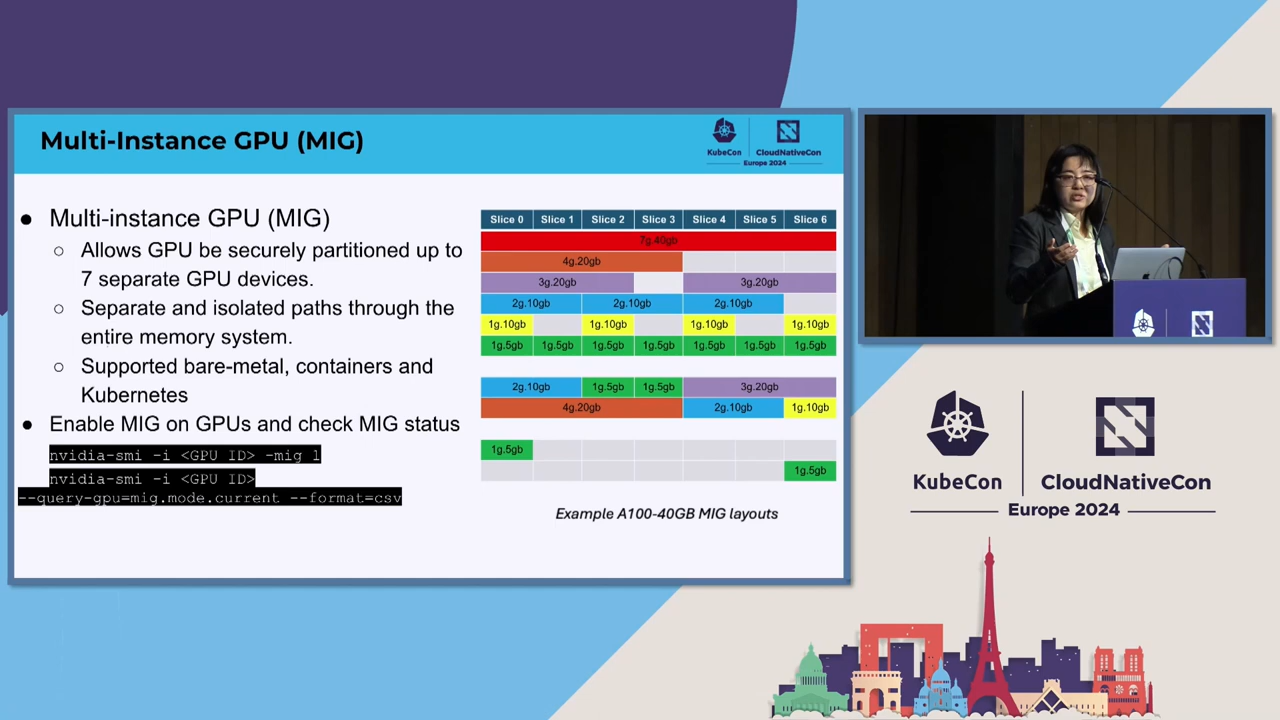 Multi-Instance GPU (MIG)
KubeCon CloudNativeCon
Europe 2024
● Multi-instance GPU (MIG)
○ Allows GPU be securely partitioned up to
7 separate GPU devices.
○ Separate and isolated paths through the
entire memory system.
○ Supported bare-metal, containers and
Kubernetes
● Enable MIG on GPUs and check MIG status
nvidia-smi -i <GPU ID> -mig 1
nvidia-smi -i <GPU ID>
--query-gpu=mig.mode.current --format=csv
Slice 0 Slice 1 Slice 2 Slice 3 Slice 4 Slice 5 Slice 6
7g.40gb
4g.20gb
3g.20gb 3g.20gb
2g.10gb 2g.10gb 2g.10gb
1g.10gb 1g.10gb 1g.10gb 1g.10gb
1g.5gb 1g.5gb 1g.5gb 1g.5gb 1g.5gb 1g.5gb 1g.5gb
2g.10gb 1g.5gb 1g.5gb 3g.20gb
4g.20gb 2g.10gb 1g.10gb
1g.5gb
1g.5gb
Example A100-40GB MIG layouts
KubeCon CloudNativeCon
Europe 2024